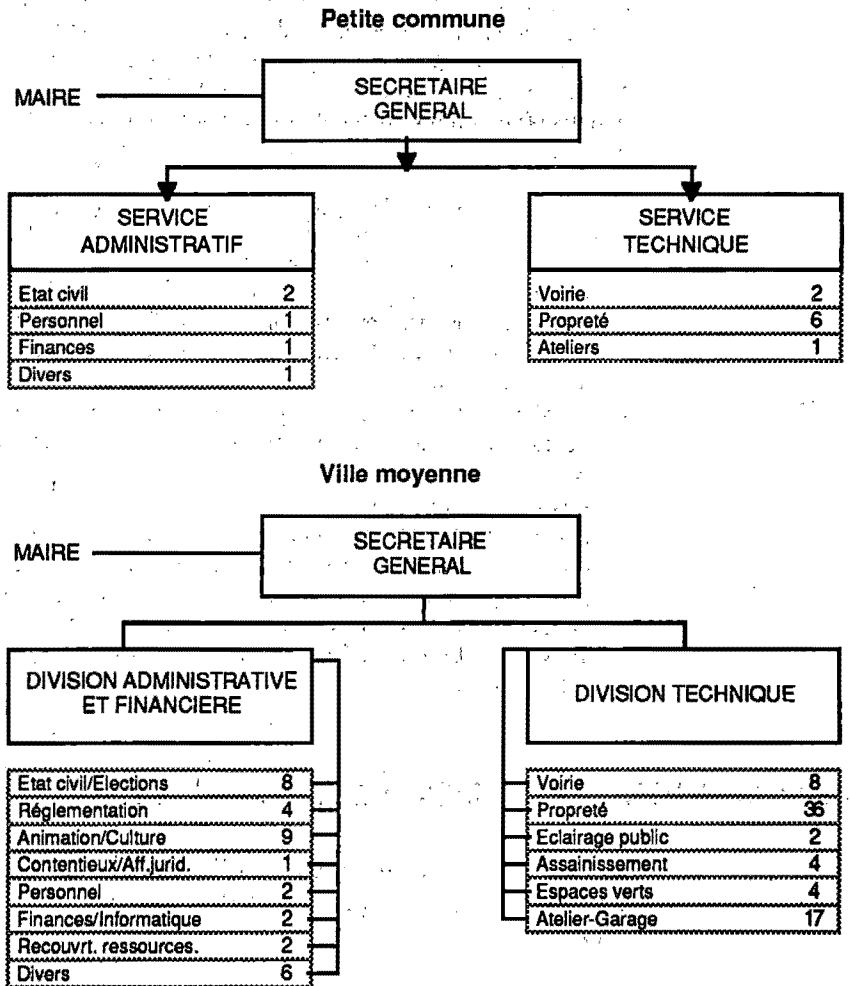 Petite commune
MAIRE
SECRETAIRE
GENERAL
SERVICE
ADMINISTRATIF
Etat civil 2
Personnel 1
Finances 1
Divers 1
SERVICE
TECHNIQUE
Voirie 2
Propreté 6
Ateliers 1
Ville moyenne
MAIRE
SECRETAIRE
GENERAL
DIVISION ADMINISTRATIVE
ET FINANCIERE
Etat civil/Elections 8
Réglementation 4
Animation/Culture 9
Contentieux/Aff.jurid. 1
Personnel 2
Finances/Informatique 2
Recouvrt. ressources. 2
Divers 6
DIVISION TECHNIQUE
Voirie 8
Propreté 36
Eclairage public 2
Assainissement 4
Espaces verts 4
Atelier-Garage 17